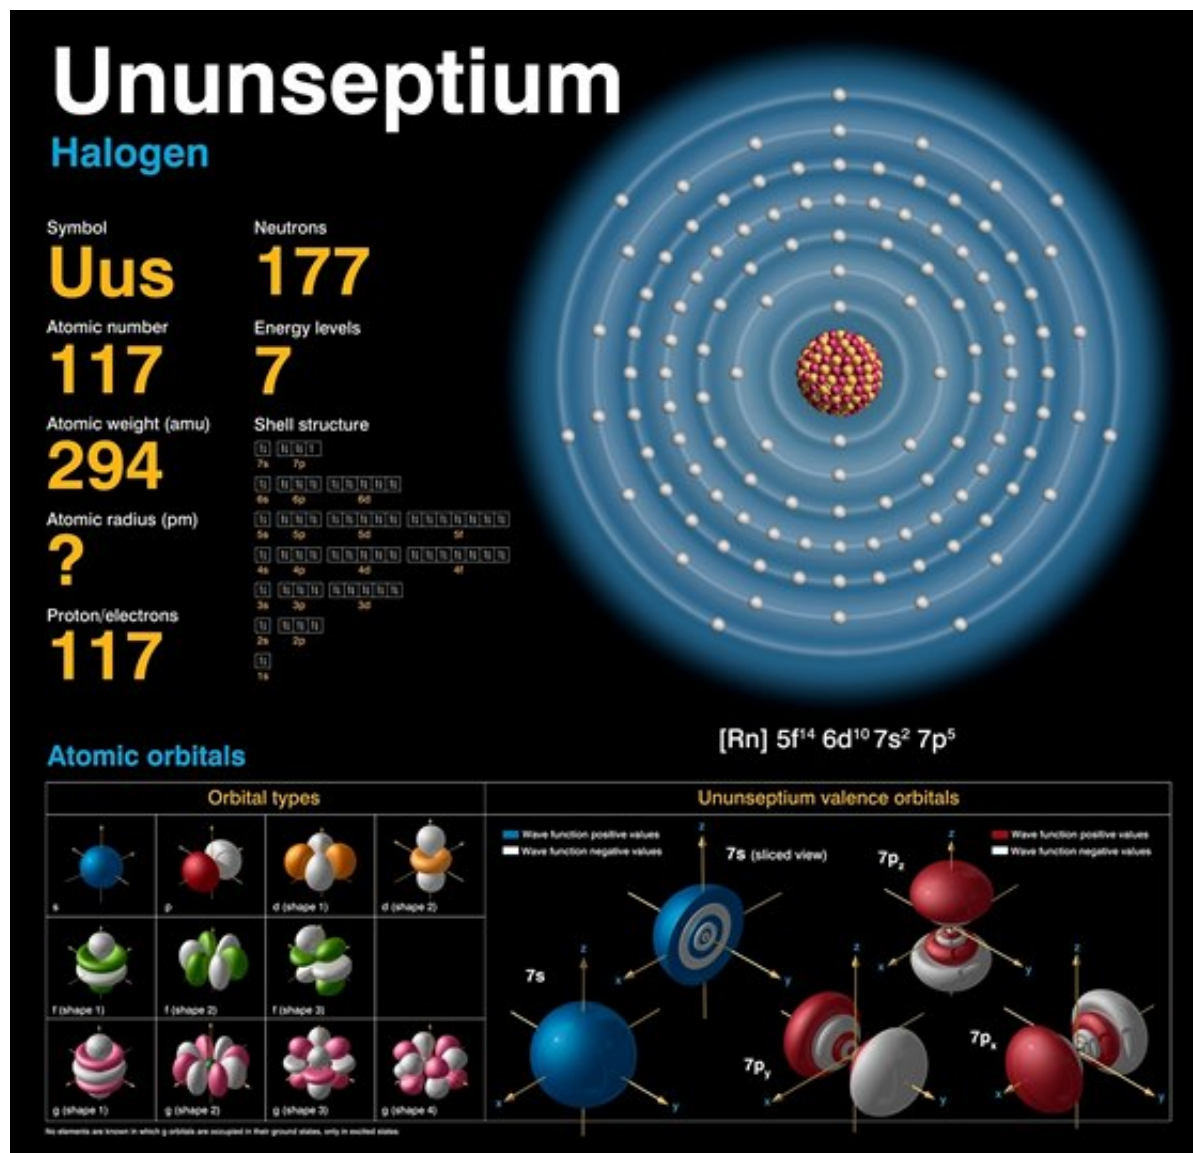 Ununseptium
Halogen
Symbol
Uus
Neutrons
177
Atomic number
117
Energy levels
7
Atomic weight (amu)
294
Shell structure
7s 7p
6s 6p 6d
5s 5p 5d 5f
4s 4p 4d 4f
3s 3p 3d
2s 2p
1s
Atomic radius (pm)
?
Proton/electrons
117
[Rn] 5f¹⁴ 6d¹⁰ 7s² 7p⁵
Atomic orbitals
Orbital types
s
p
d (shape 1)
d (shape 2)
f (shape 1)
f (shape 2)
f (shape 3)
g (shape 1)
g (shape 2)
g (shape 3)
g (shape 4)
Ununseptium valence orbitals
Wave function positive values
Wave function negative values
7s (sliced view)
z
x
y
7s
z
x
y
Wave function positive values
Wave function negative values
7pz
z
x
y
7py
z
x
y
7px
z
x
y
No elements are known in which g orbitals are occupied in their ground states, only in excited states